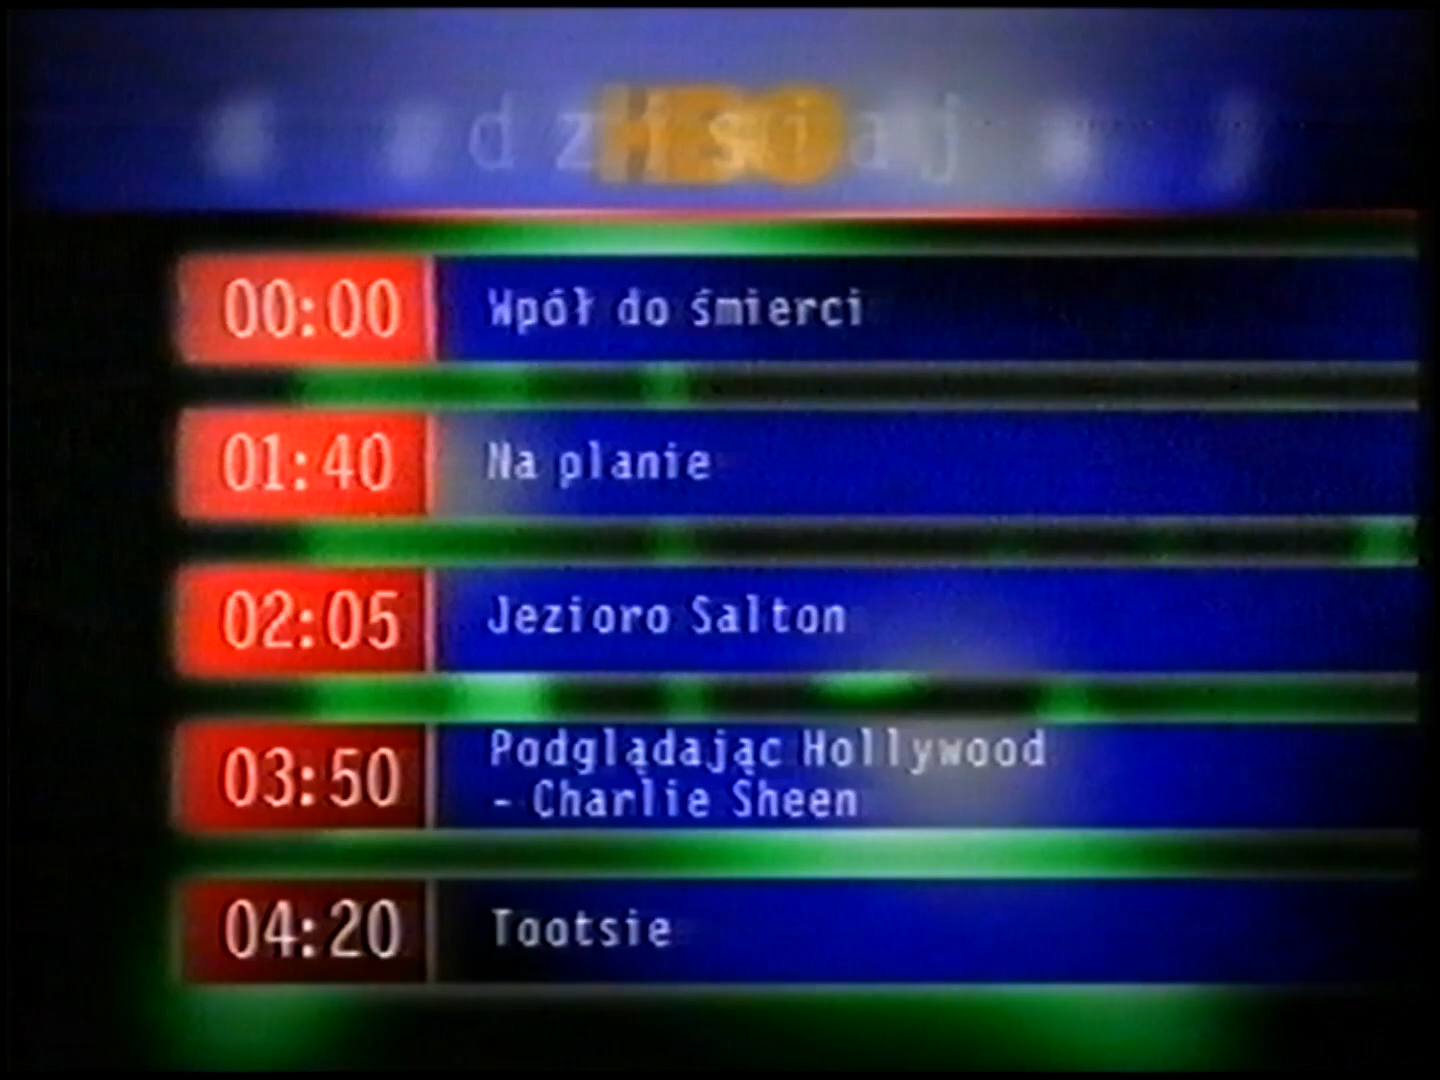 HBO
dzisiaj
00:00 Wpół do śmierci
01:40 Na planie
02:05 Jezioro Salton
03:50 Podglądając Hollywood
- Charlie Sheen
04:20 Tootsie